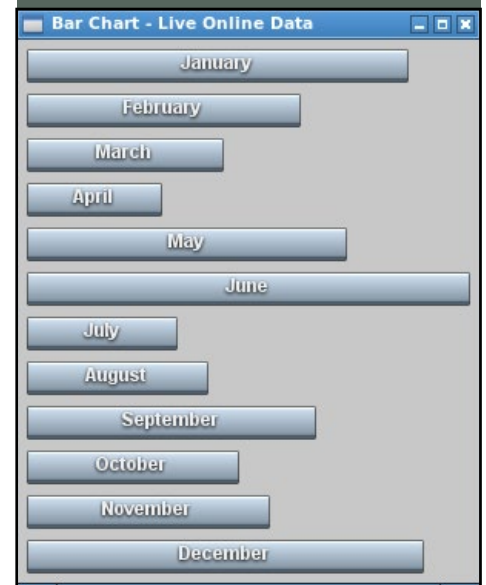 Bar Chart - Live Online Data
January
February
March
April
May
June
July
August
September
October
November
December